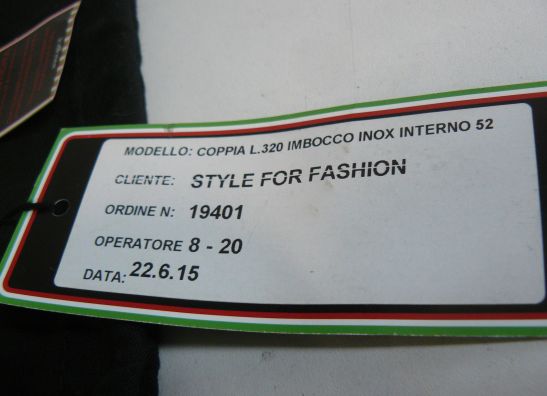 MODELLO: COPPIA L.320 IMBOCCO INOX INTERNO 52
CLIENTE: STYLE FOR FASHION
ORDINE N: 19401
OPERATORE 8 - 20
DATA: 22.6.15